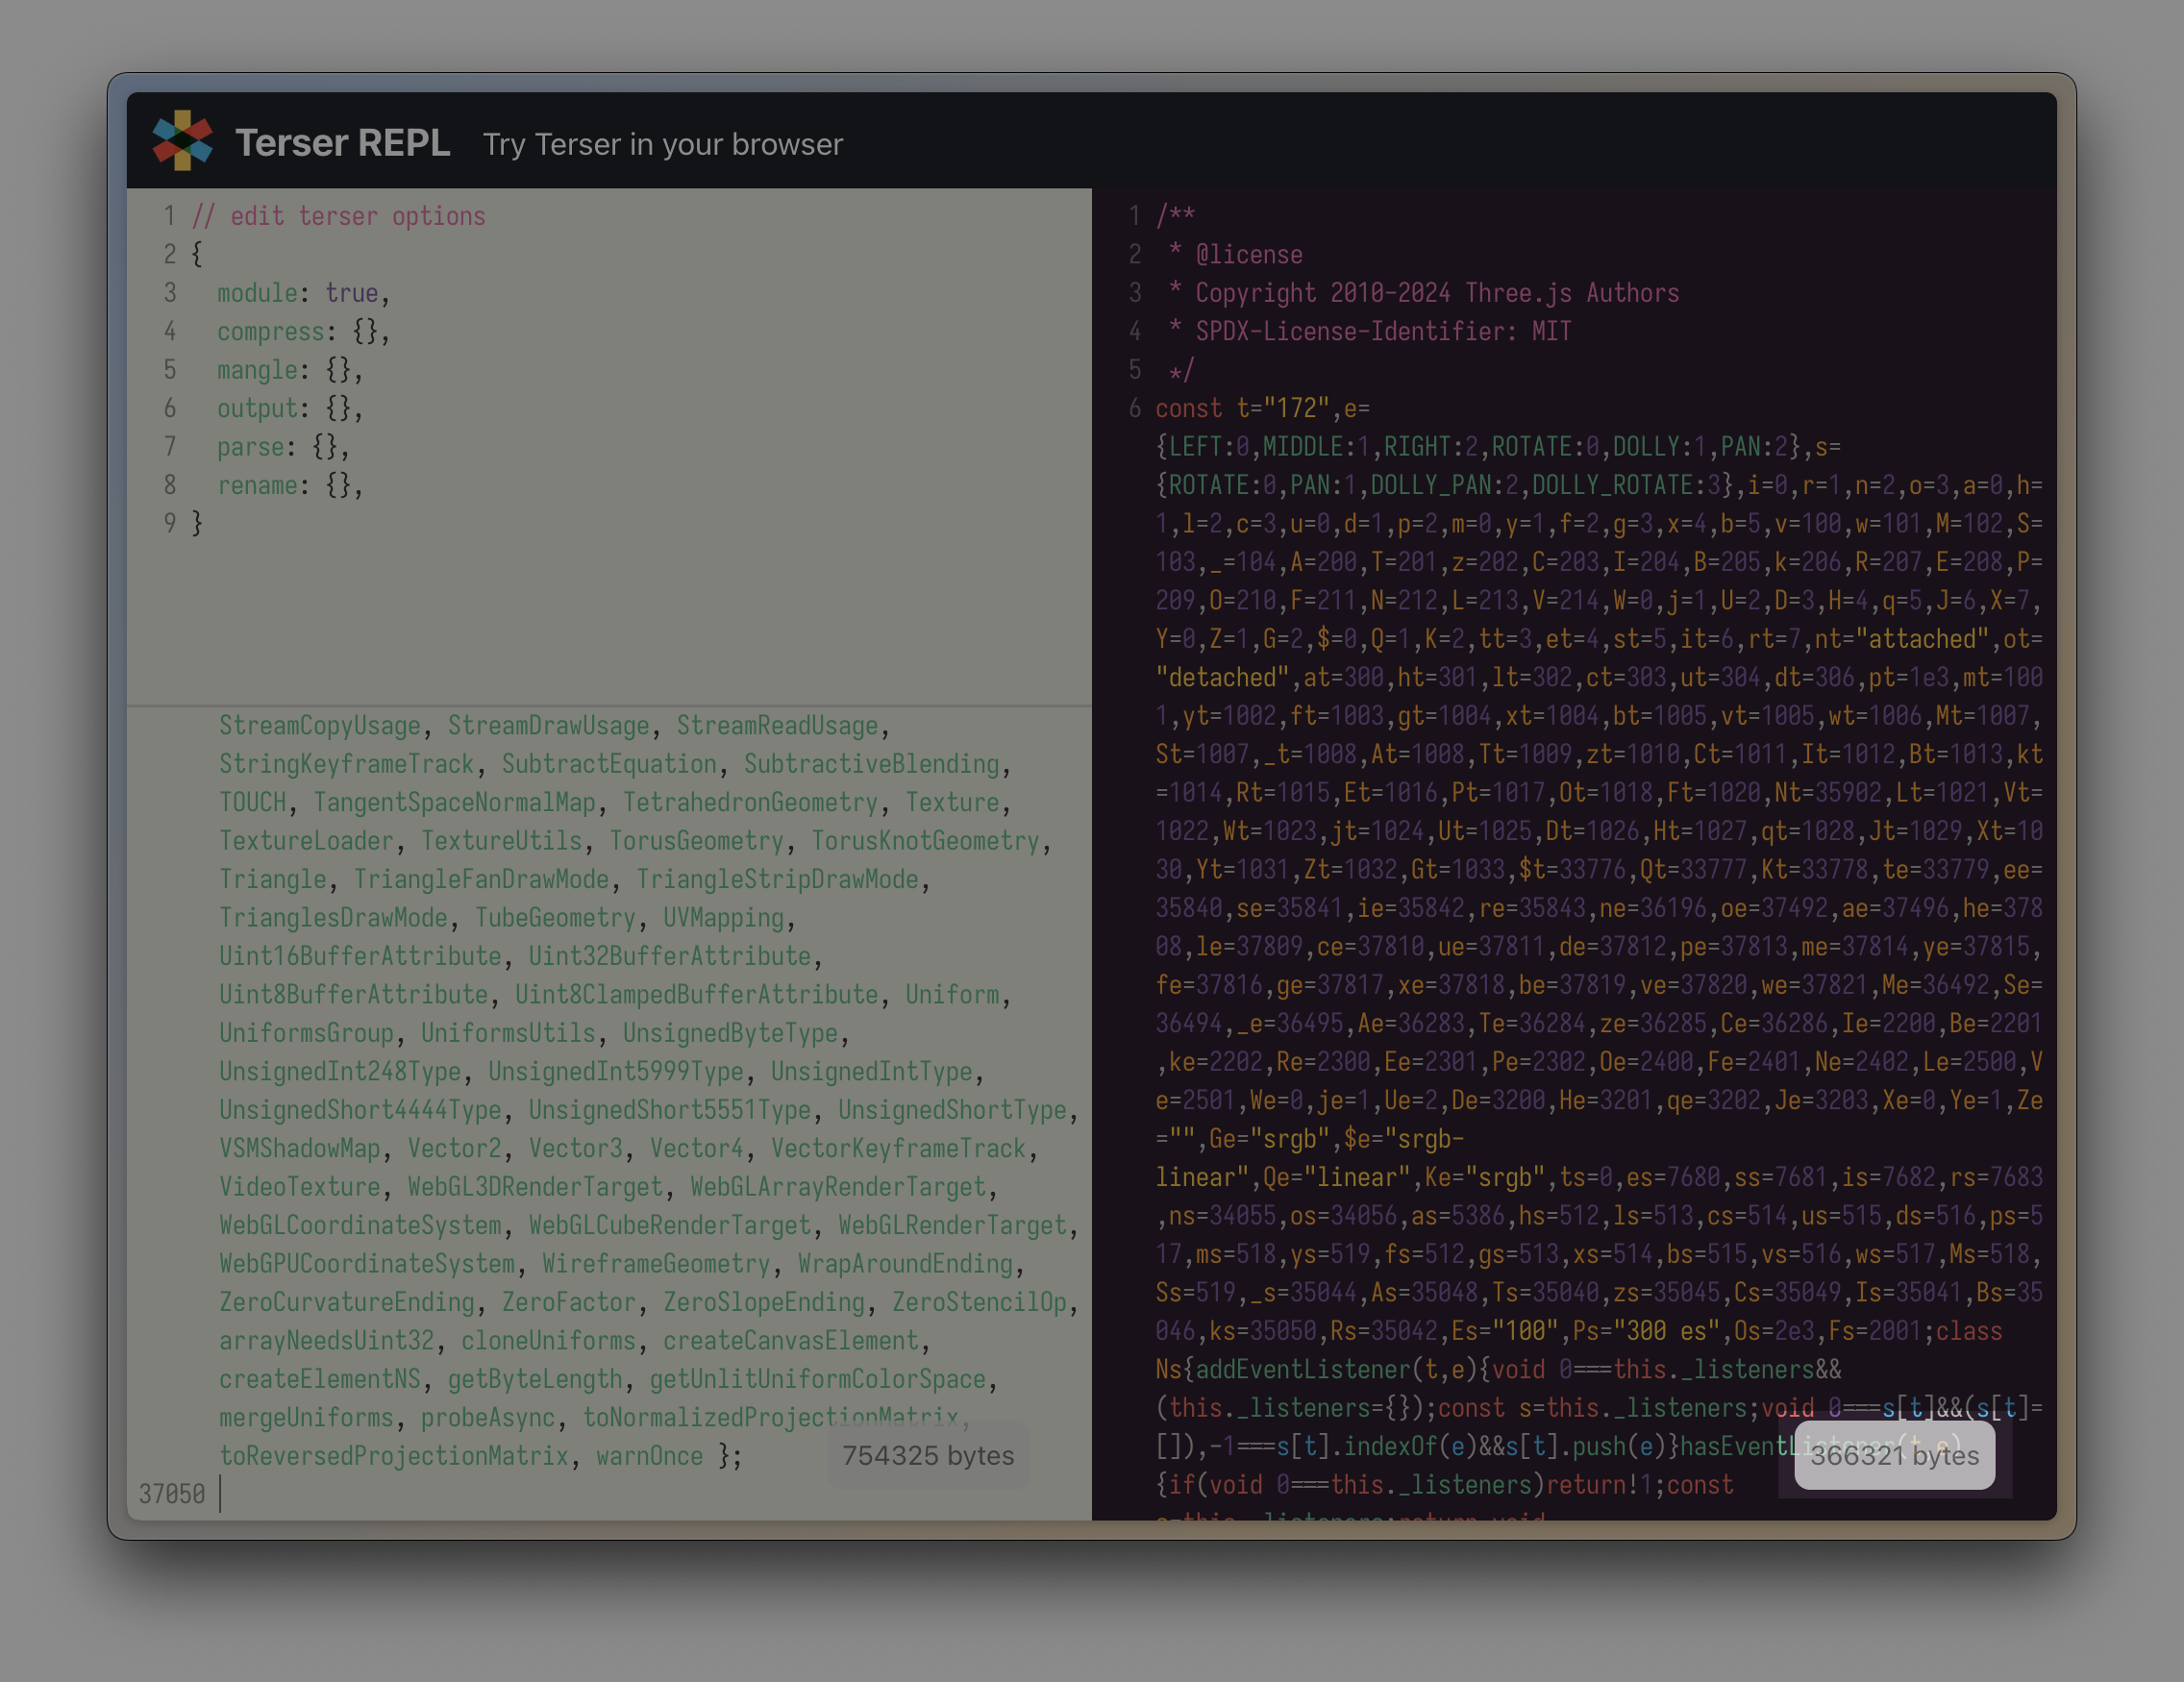 Terser REPL Try Terser in your browser
1 // edit terser options
2 {
3 module: true,
4 compress: {},
5 mangle: {},
6 output: {},
7 parse: {},
8 rename: {},
9 }
StreamCopyUsage, StreamDrawUsage, StreamReadUsage,
StringKeyframeTrack, SubtractEquation, SubtractiveBlending,
TOUCH, TangentSpaceNormalMap, TetrahedronGeometry, Texture,
TextureLoader, TextureUtils, TorusGeometry, TorusKnotGeometry,
Triangle, TriangleFanDrawMode, TriangleStripDrawMode,
TrianglesDrawMode, TubeGeometry, UVMapping,
Uint16BufferAttribute, Uint32BufferAttribute,
Uint8BufferAttribute, Uint8ClampedBufferAttribute, Uniform,
UniformsGroup, UniformsUtils, UnsignedByteType,
UnsignedInt248Type, UnsignedInt5999Type, UnsignedIntType,
UnsignedShort4444Type, UnsignedShort5551Type, UnsignedShortType,
VSMShadowMap, Vector2, Vector3, Vector4, VectorKeyframeTrack,
VideoTexture, WebGL3DRenderTarget, WebGLArrayRenderTarget,
WebGLCoordinateSystem, WebGLCubeRenderTarget, WebGLRenderTarget,
WebGPUCoordinateSystem, WireframeGeometry, WrapAroundEnding,
ZeroCurvatureEnding, ZeroFactor, ZeroSlopeEnding, ZeroStencilOp,
arrayNeedsUint32, cloneUniforms, createCanvasElement,
createElementNS, getByteLength, getUnlitUniformColorSpace,
mergeUniforms, probeAsync, toNormalizedProjectionMatrix,
toReversedProjectionMatrix, warnOnce };
754325 bytes
37050
1 /**
2 * @license
3 * Copyright 2010-2024 Three.js Authors
4 * SPDX-License-Identifier: MIT
5 */
6 const t="172",e=
{LEFT:0,MIDDLE:1,RIGHT:2,ROTATE:0,DOLLY:1,PAN:2},s=
{ROTATE:0,PAN:1,DOLLY_PAN:2,DOLLY_ROTATE:3},i=0,r=1,n=2,o=3,a=0,h=
1,l=2,c=3,u=0,d=1,p=2,m=0,y=1,f=2,g=3,x=4,b=5,v=100,w=101,M=102,S=
103,_=104,A=200,T=201,z=202,C=203,I=204,B=205,k=206,R=207,E=208,P=
209,O=210,F=211,N=212,L=213,V=214,W=0,j=1,U=2,D=3,H=4,q=5,J=6,X=7,
Y=0,Z=1,G=2,$=0,Q=1,K=2,tt=3,et=4,st=5,it=6,rt=7,nt="attached",ot=
"detached",at=300,ht=301,lt=302,ct=303,ut=304,dt=306,pt=1e3,mt=100
1,yt=1002,ft=1003,gt=1004,xt=1004,bt=1005,vt=1005,wt=1006,Mt=1007,
St=1007,_t=1008,At=1008,Tt=1009,zt=1010,Ct=1011,It=1012,Bt=1013,kt
=1014,Rt=1015,Et=1016,Pt=1017,Ot=1018,Ft=1020,Nt=35902,Lt=1021,Vt=
1022,Wt=1023,jt=1024,Ut=1025,Dt=1026,Ht=1027,qt=1028,Jt=1029,Xt=10
30,Yt=1031,Zt=1032,Gt=1033,$t=33776,Qt=33777,Kt=33778,te=33779,ee=
35840,se=35841,ie=35842,re=35843,ne=36196,oe=37492,ae=37496,he=378
08,le=37809,ce=37810,ue=37811,de=37812,pe=37813,me=37814,ye=37815,
fe=37816,ge=37817,xe=37818,be=37819,ve=37820,we=37821,Me=36492,Se=
36494,_e=36495,Ae=36283,Te=36284,ze=36285,Ce=36286,Ie=2200,Be=2201
,ke=2202,Re=2300,Ee=2301,Pe=2302,Oe=2400,Fe=2401,Ne=2402,Le=2500,V
e=2501,We=0,je=1,Ue=2,De=3200,He=3201,qe=3202,Je=3203,Xe=0,Ye=1,Ze
="",Ge="srgb",$e="srgb-
linear",Qe="linear",Ke="srgb",ts=0,es=7680,ss=7681,is=7682,rs=7683
,ns=34055,os=34056,as=5386,hs=512,ls=513,cs=514,us=515,ds=516,ps=5
17,ms=518,ys=519,fs=512,gs=513,xs=514,bs=515,vs=516,ws=517,Ms=518,
Ss=519,_s=35044,As=35048,Ts=35040,zs=35045,Cs=35049,Is=35041,Bs=35
046,ks=35050,Rs=35042,Es="100",Ps="300 es",Os=2e3,Fs=2001;class
Ns{addEventListener(t,e){void 0===this._listeners&&
(this._listeners={});const s=this._listeners;void 0===s[t]&&(s[t]=
[]),-1===s[t].indexOf(e)&&s[t].push(e)}hasEventListener(t,e)
{if(void 0===this._listeners)return!1;const
366321 bytes